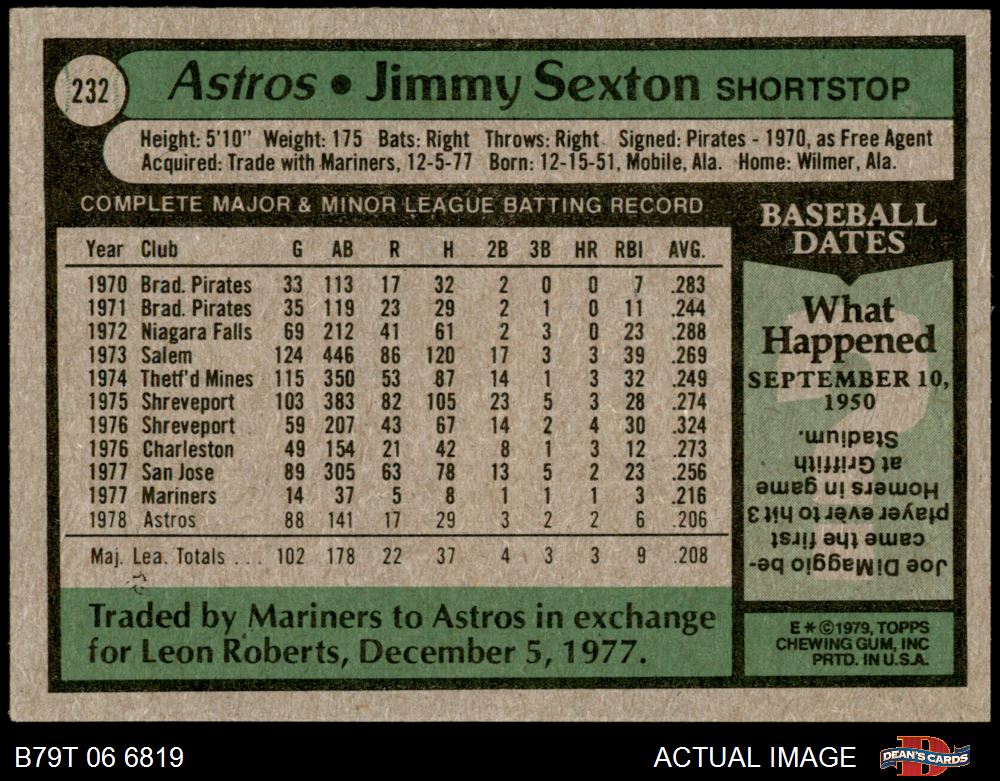 232
Astros • Jimmy Sexton SHORTSTOP
Height: 5'10" Weight: 175 Bats: Right Throws: Right Signed: Pirates - 1970, as Free Agent
Acquired: Trade with Mariners, 12-5-77 Born: 12-15-51, Mobile, Ala. Home: Wilmer, Ala.
COMPLETE MAJOR & MINOR LEAGUE BATTING RECORD
Year Club G AB R H 2B 3B HR RBI AVG.
1970 Brad. Pirates 33 113 17 32 2 0 0 7 .283
1971 Brad. Pirates 35 119 23 29 2 1 0 11 .244
1972 Niagara Falls 69 212 41 61 2 3 0 23 .288
1973 Salem 124 446 86 120 17 3 3 39 .269
1974 Thetf'd Mines 115 350 53 87 14 1 3 32 .249
1975 Shreveport 103 383 82 105 23 5 3 28 .274
1976 Shreveport 59 207 43 67 14 2 4 30 .324
1976 Charleston 49 154 21 42 8 1 3 12 .273
1977 San Jose 89 305 63 78 13 5 2 23 .256
1977 Mariners 14 37 5 8 1 1 1 3 .216
1978 Astros 88 141 17 29 3 2 2 6 .206
Maj. Lea. Totals ... 102 178 22 37 4 3 3 9 .208
Traded by Mariners to Astros in exchange
for Leon Roberts, December 5, 1977.
BASEBALL
DATES
What
Happened
SEPTEMBER 10,
1950
Joe DiMaggio be-
came the first
player ever to hit 3
Homers in game
at Griffith
Stadium.
E * © 1979, TOPPS
CHEWING GUM, INC
PRTD. IN U.S.A.
B79T 06 6819
ACTUAL IMAGE
DEAN'S CARDS